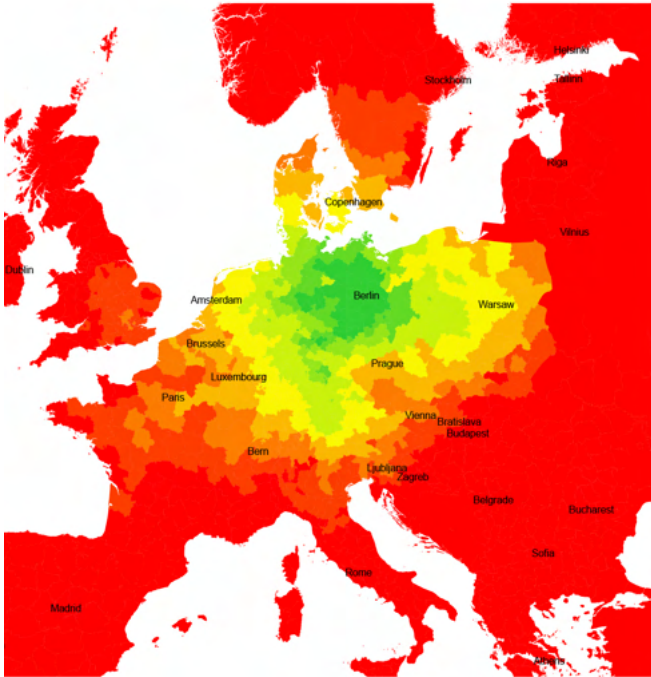 Helsinki
Stockholm
Tallinn
Riga
Copenhagen
Vilnius
Dublin
Berlin
Amsterdam
Warsaw
Brussels
Prague
Luxembourg
Paris
Vienna
Bratislava
Budapest
Bern
Ljubljana
Zagreb
Belgrade
Bucharest
Sofia
Rome
Madrid
Athens